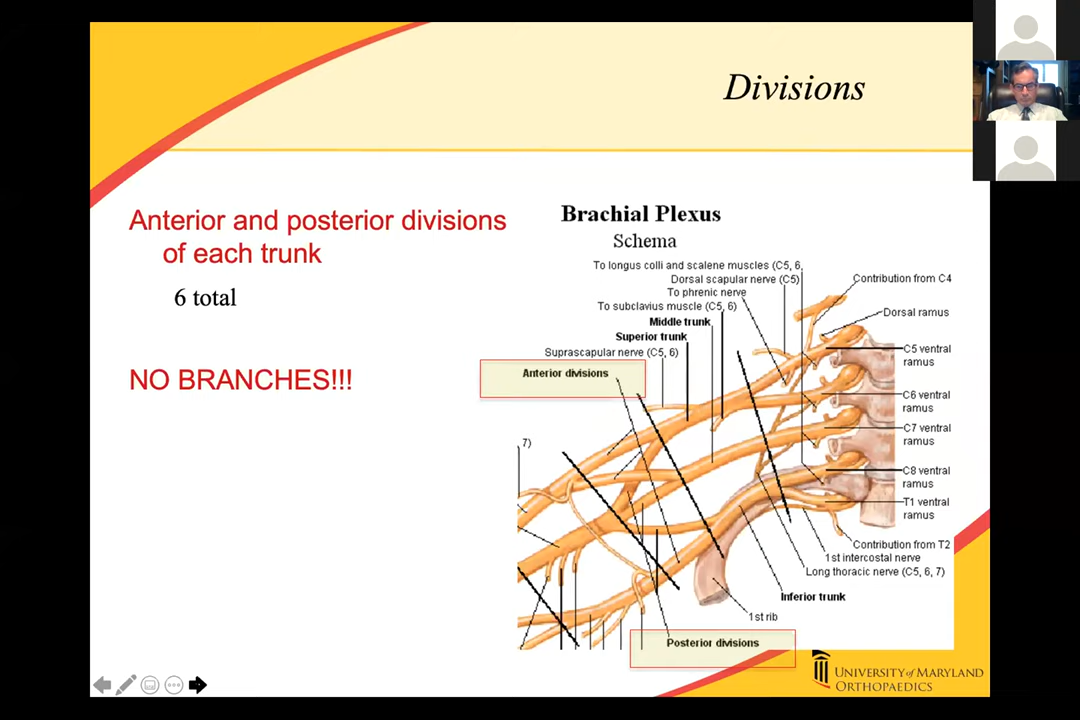 Divisions
Anterior and posterior divisions
of each trunk
6 total
NO BRANCHES!!!
Brachial Plexus
Schema
To longus colli and scalene muscles (C5, 6,
Dorsal scapular nerve (C5)
To phrenic nerve
To subclavius muscle (C5, 6)
Middle trunk
Superior trunk
Suprascapular nerve (C5, 6)
Anterior divisions
7)
Contribution from C4
Dorsal ramus
C5 ventral
ramus
C6 ventral
ramus
C7 ventral
ramus
C8 ventral
ramus
T1 ventral
ramus
Contribution from T2
1st intercostal nerve
Long thoracic nerve (C5, 6, 7)
Inferior trunk
1st rib
Posterior divisions
UNIVERSITY of MARYLAND
ORTHOPAEDICS